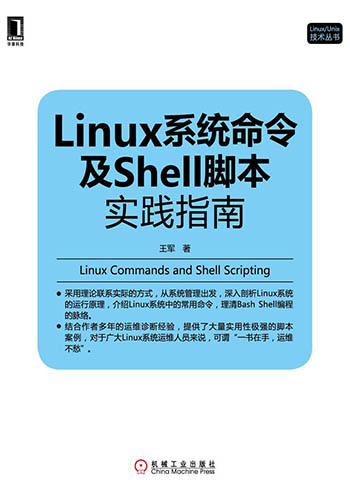 华章科技
Linux/Unix
技术丛书
Linux系统命令
及Shell脚本
实践指南
王军 著
Linux Commands and Shell Scripting
● 采用理论联系实际的方式，从系统管理出发，深入剖析Linux系统
的运行原理，介绍Linux系统中的常用命令，理清Bash Shell编程
的脉络。
● 结合作者多年的运维诊断经验，提供了大量实用性极强的脚本
案例，对于广大Linux系统运维人员来说，可谓“一书在手，运维
不愁”。
机械工业出版社
China Machine Press